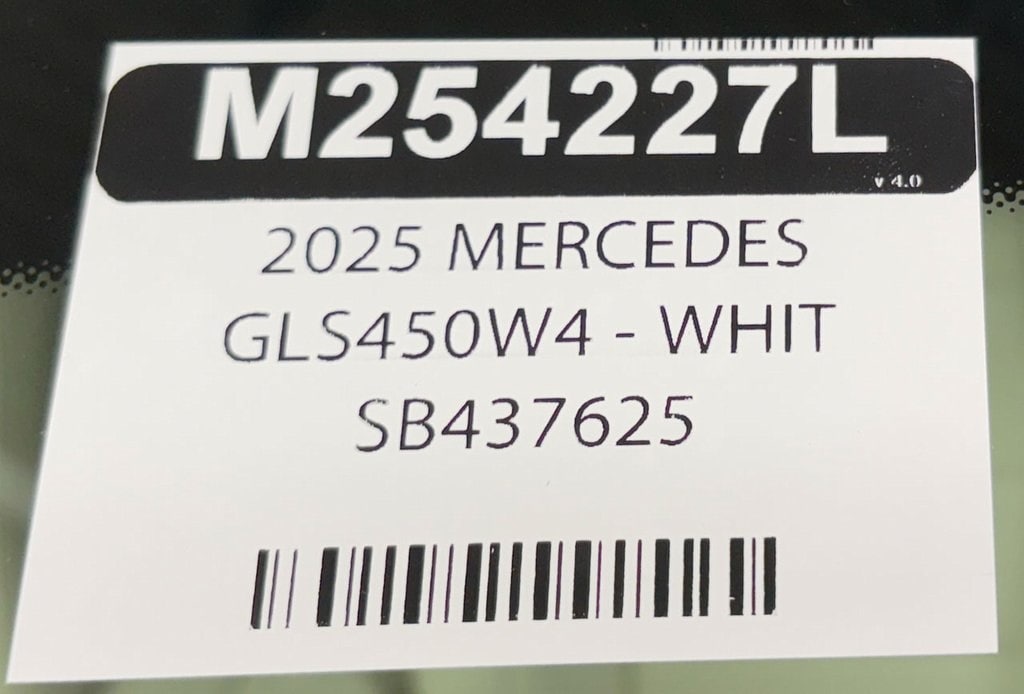 M254227L
v 4.0
2025 MERCEDES
GLS450W4 - WHIT
SB437625